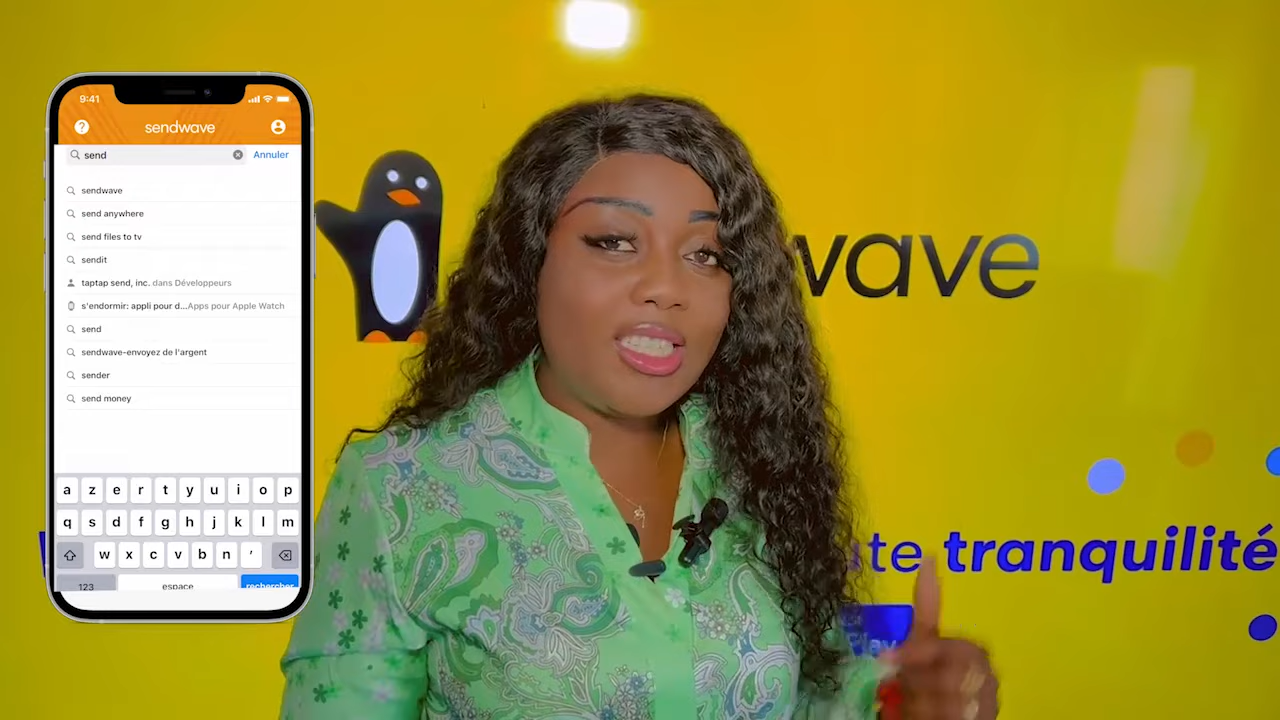 9:41
sendwave
send
Annuler
sendwave
send anywhere
send files to tv
sendit
taptap send, inc. dans Développeurs
s'endormir: appli pour d...Apps pour Apple Watch
send
sendwave-envoyez de l'argent
sender
send money
a z e r t y u i o p
q s d f g h j k l m
w x c v b n '
123 espace rechercher
wave
ute tranquilité